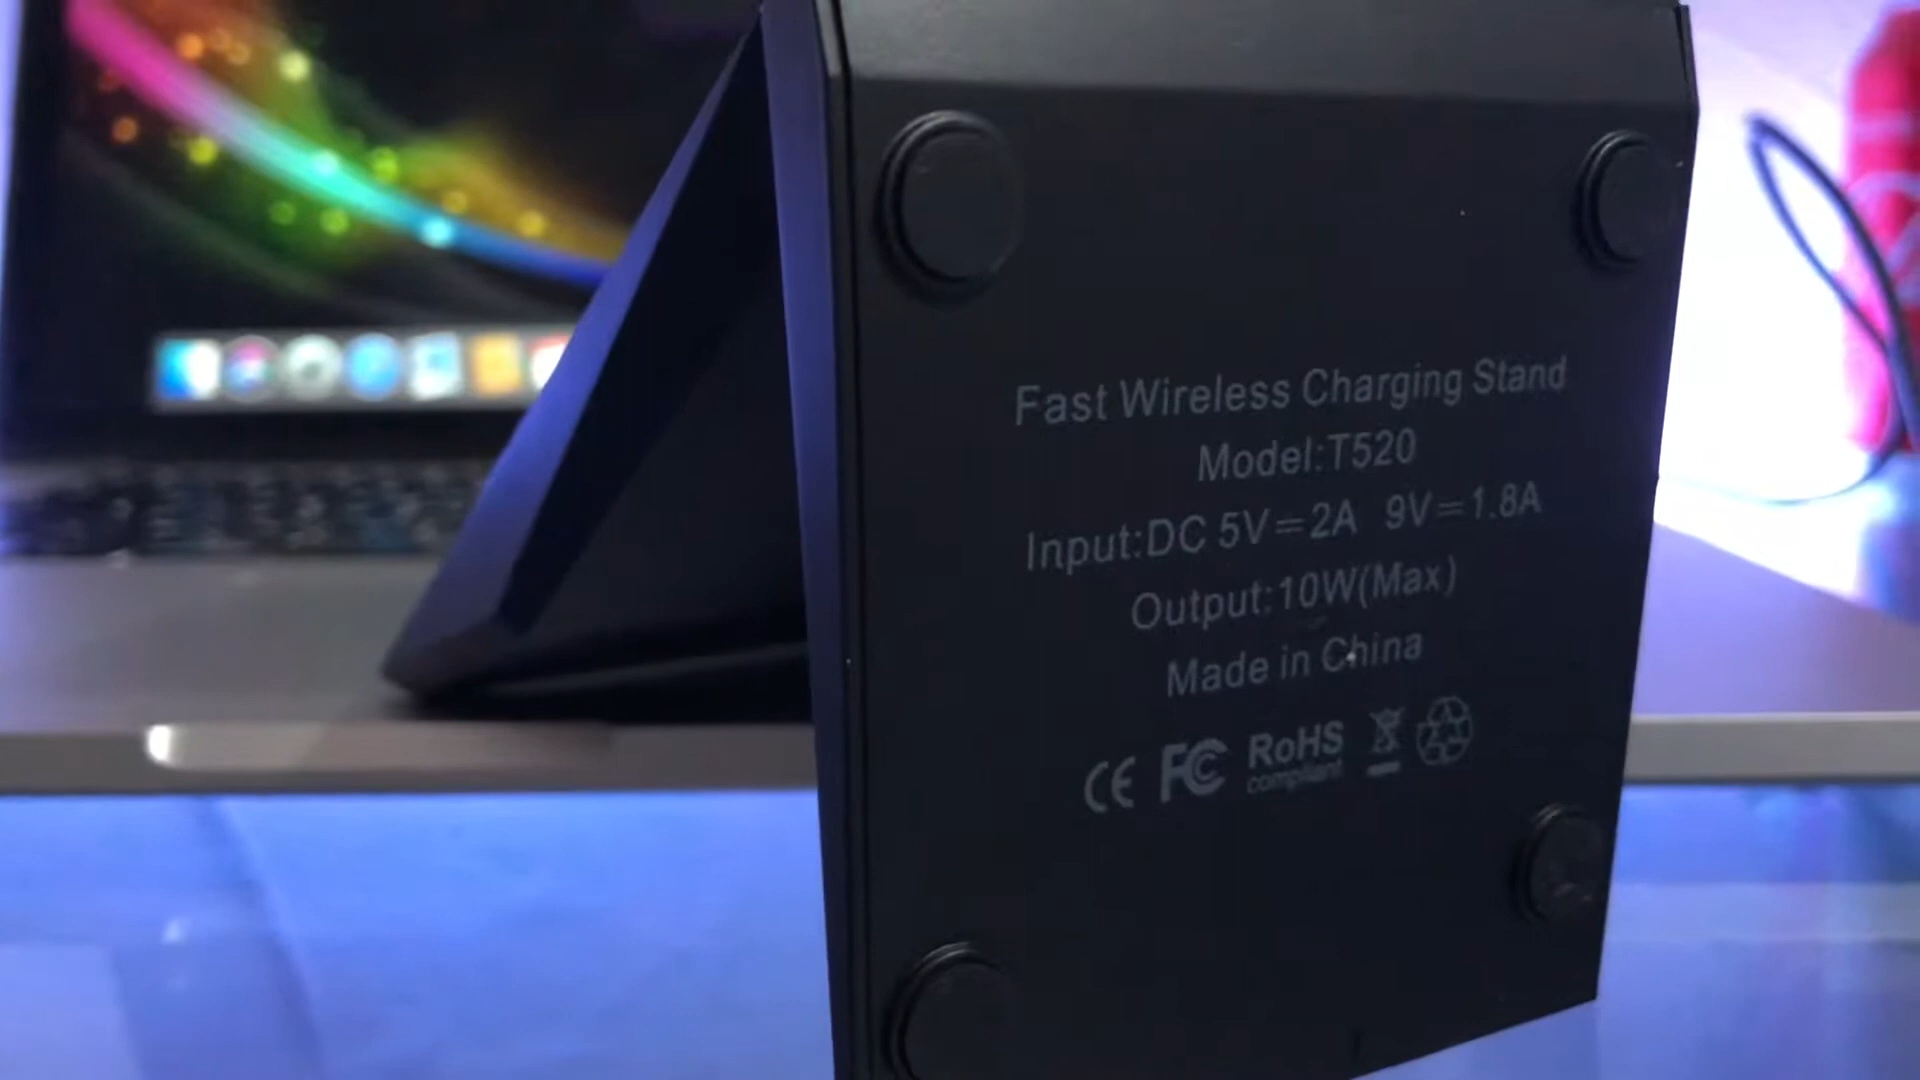 Fast Wireless Charging Stand
Model:T520
Input:DC 5V=2A 9V=1.8A
Output:10W(Max)
Made in China
CE FC RoHS
compliant